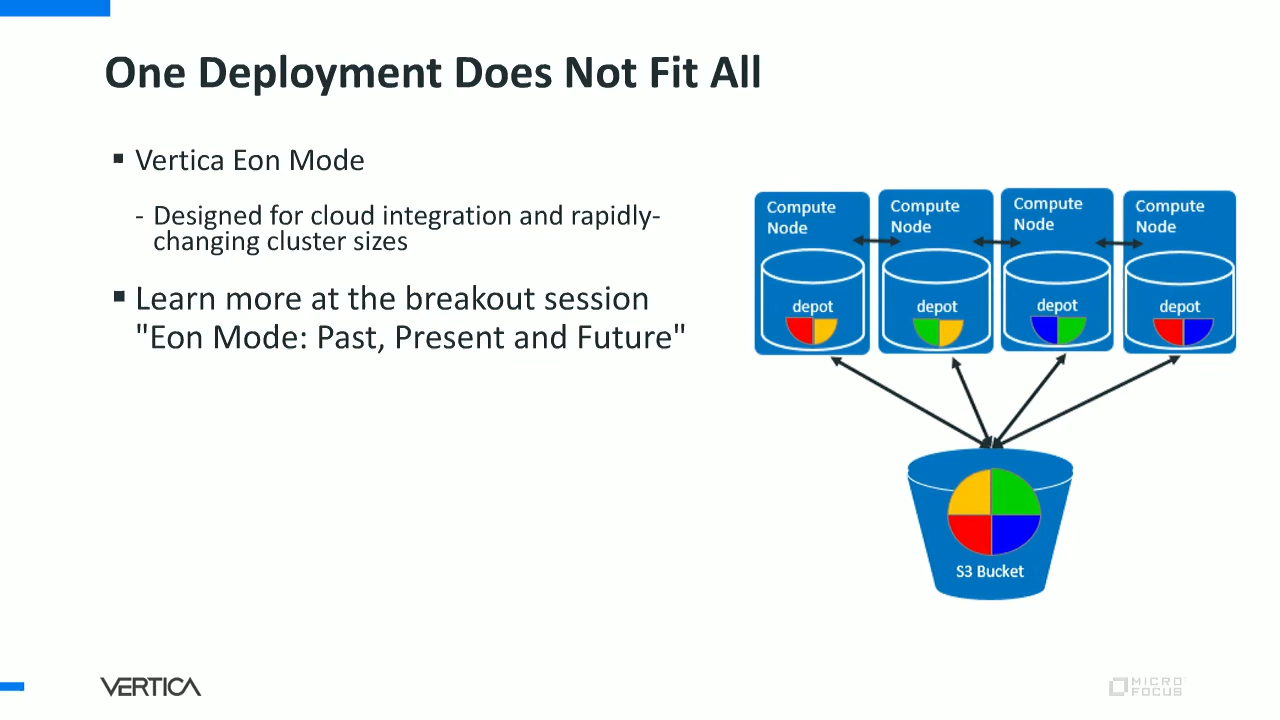 One Deployment Does Not Fit All
▪ Vertica Eon Mode
- Designed for cloud integration and rapidly-
changing cluster sizes
▪ Learn more at the breakout session
"Eon Mode: Past, Present and Future"
Compute
Node
depot
Compute
Node
depot
Compute
Node
depot
Compute
Node
depot
S3 Bucket
VERTICA
MICRO
FOCUS